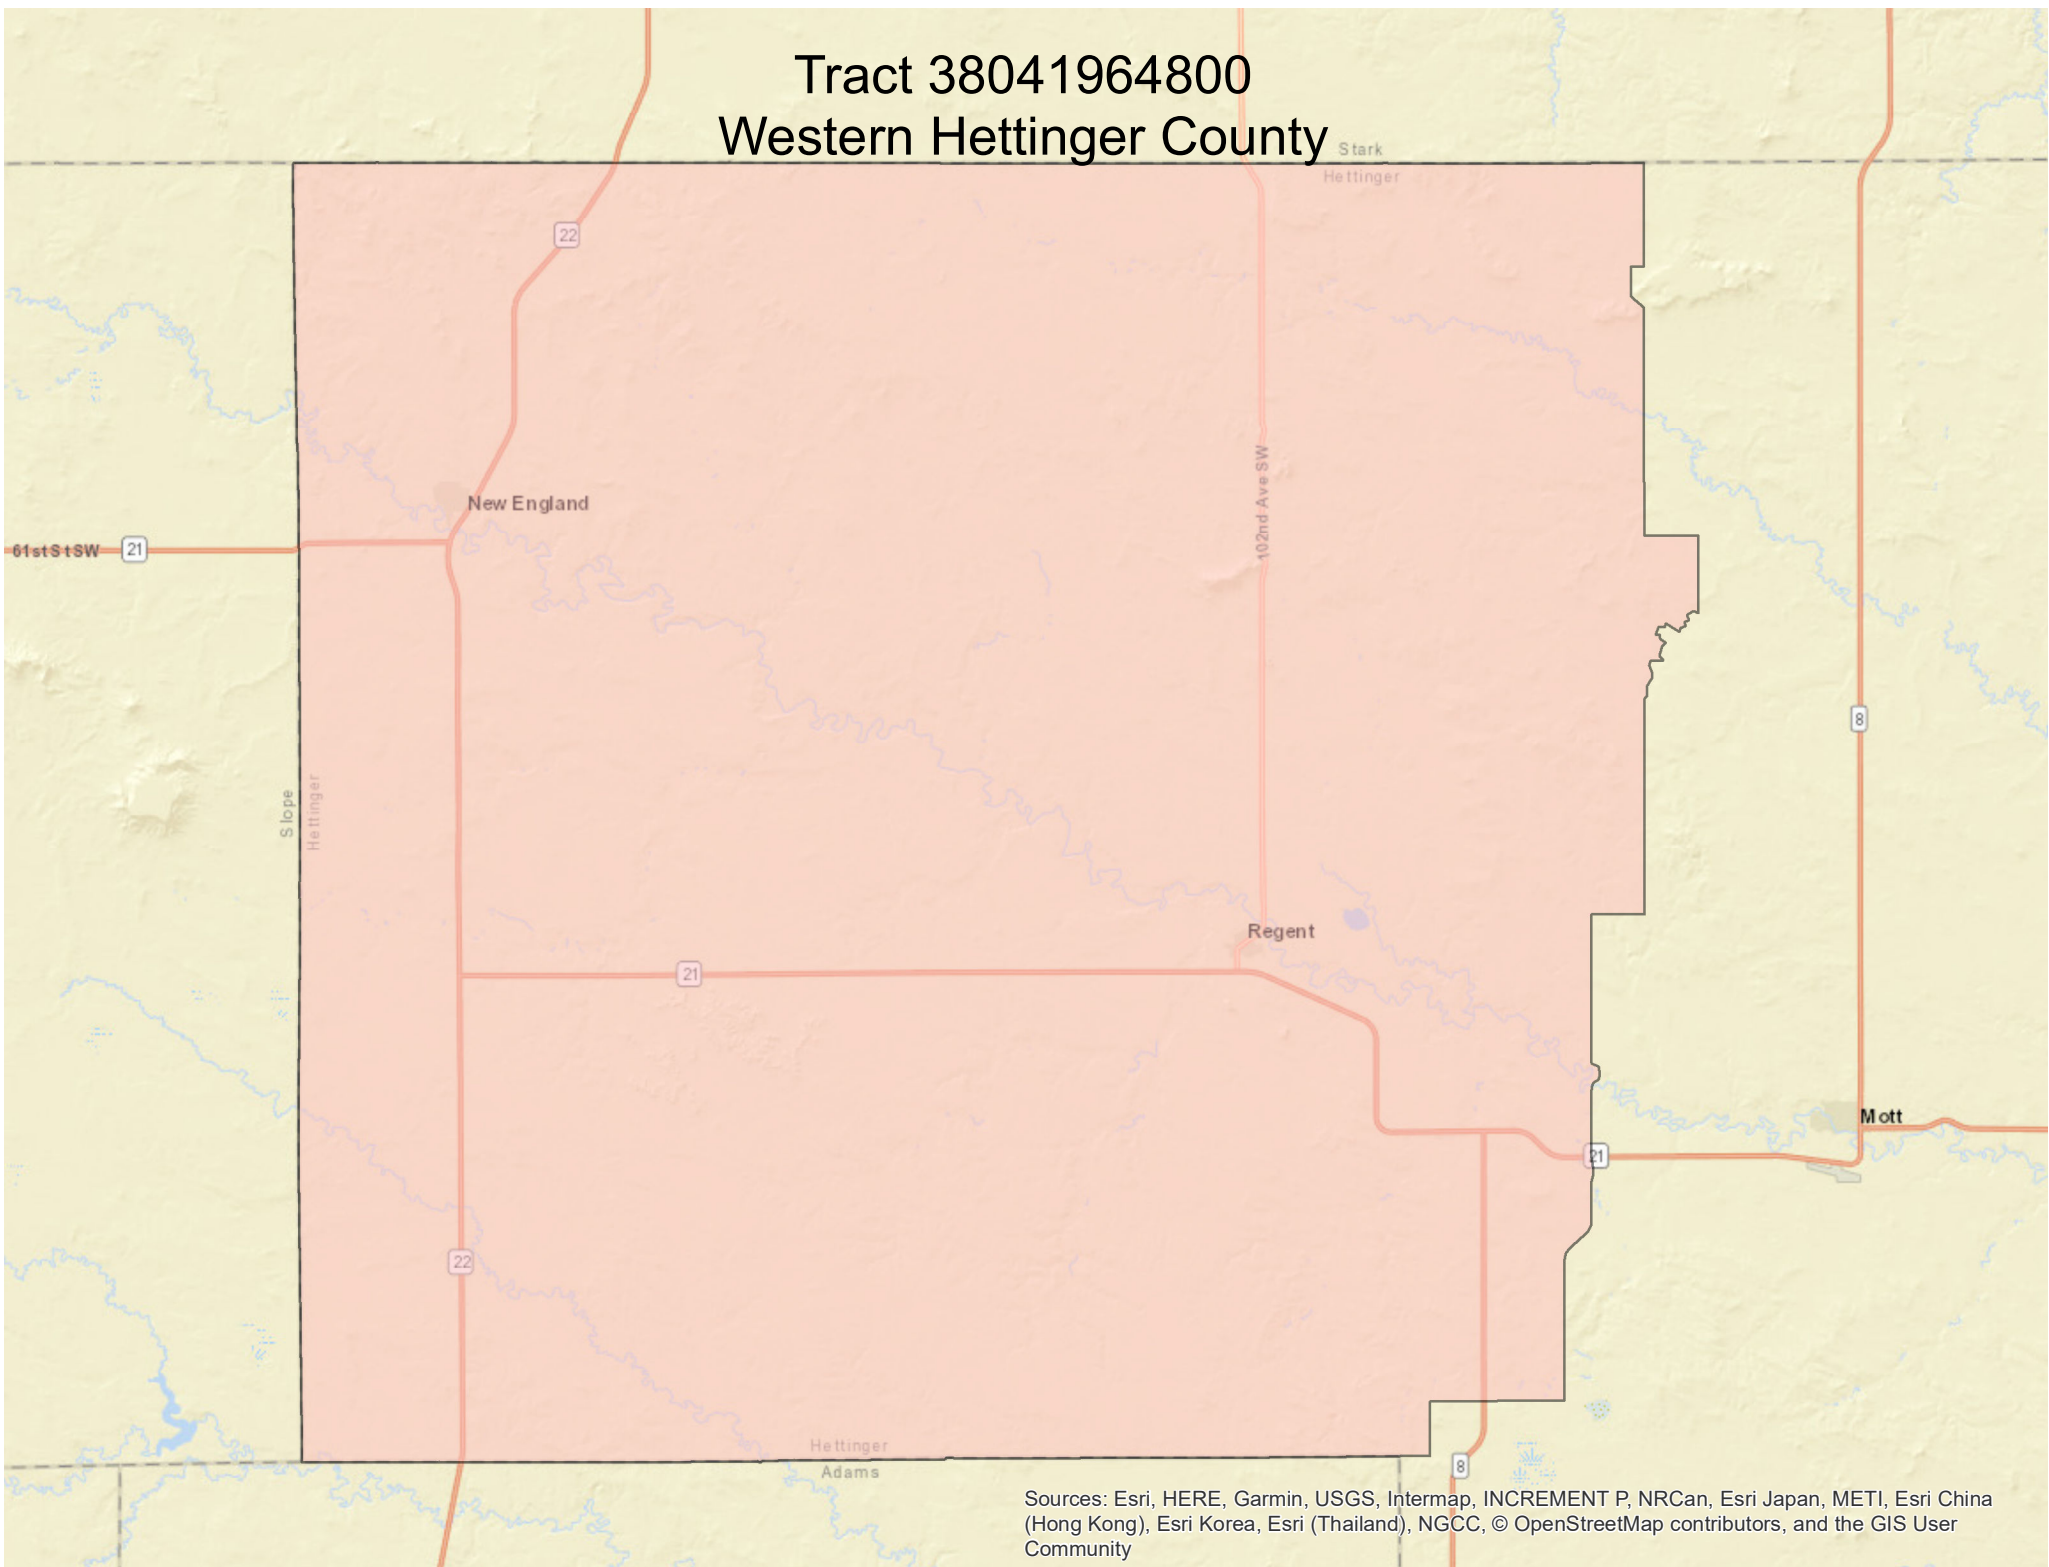 Tract 38041964800
Western Hettinger County
Stark
Hettinger
22
102nd Ave SW
New England
61st St SW
21
8
Slope
Hettinger
Regent
21
Mott
21
22
Hettinger
Adams
8
Sources: Esri, HERE, Garmin, USGS, Intermap, INCREMENT P, NRCan, Esri Japan, METI, Esri China
(Hong Kong), Esri Korea, Esri (Thailand), NGCC, © OpenStreetMap contributors, and the GIS User
Community